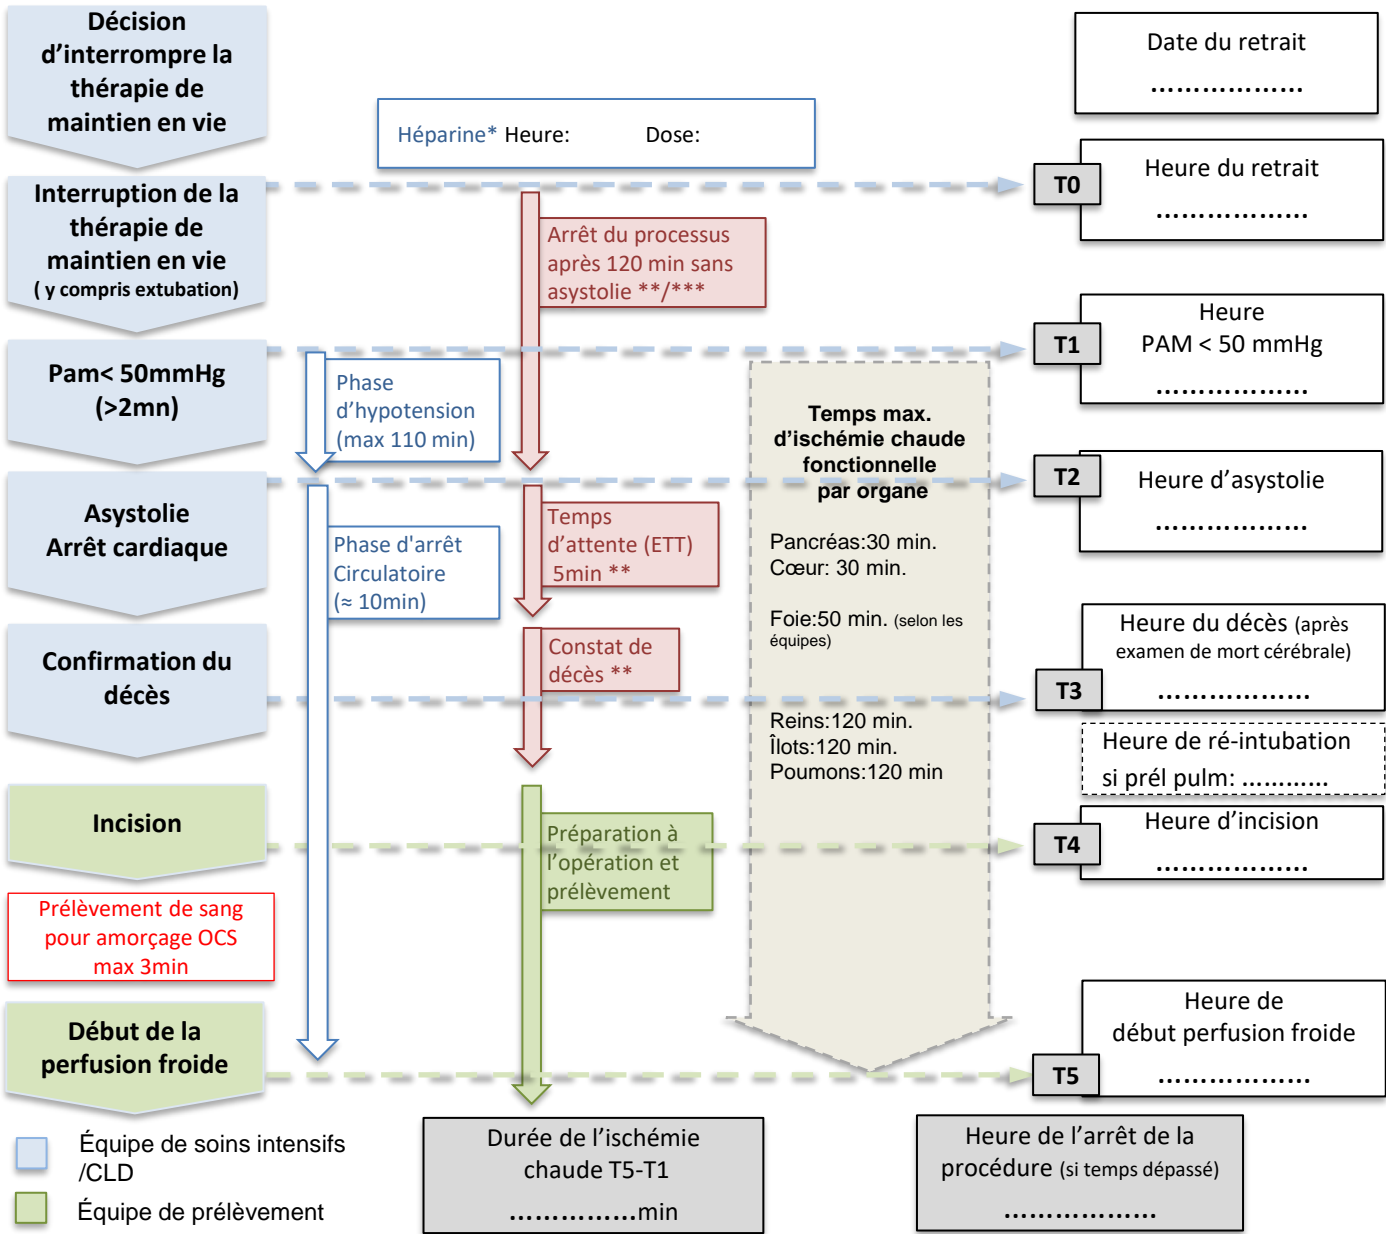 Décision
d’interrompre la
thérapie de
maintien en vie
Date du retrait
………………
Héparine* Heure: Dose:
Interruption de la
thérapie de
maintien en vie
( y compris extubation)
T0
Heure du retrait
………………
Arrêt du processus
après 120 min sans
asystolie **/***
Pam< 50mmHg
(>2mn)
Phase
d’hypotension
(max 110 min)
T1
Heure
PAM < 50 mmHg
………………
Temps max.
d’ischémie chaude
fonctionnelle
par organe
Pancréas:30 min.
Cœur: 30 min.
Foie:50 min. (selon les
équipes)
Reins:120 min.
Îlots:120 min.
Poumons:120 min
Asystolie
Arrêt cardiaque
Phase d'arrêt
Circulatoire
(≈ 10min)
Temps
d’attente (ETT)
5min **
T2
Heure d’asystolie
………………
Confirmation du
décès
Constat de
décès **
T3
Heure du décès (après
examen de mort cérébrale)
………………
Heure de ré-intubation
si prél pulm: …………
Incision
Préparation à
l’opération et
prélèvement
T4
Heure d’incision
………………
Prélèvement de sang
pour amorçage OCS
max 3min
Début de la
perfusion froide
T5
Heure de
début perfusion froide
………………
Équipe de soins intensifs
/CLD
Équipe de prélèvement
Durée de l’ischémie
chaude T5-T1
……………min
Heure de l’arrêt de la
procédure (si temps dépassé)
………………